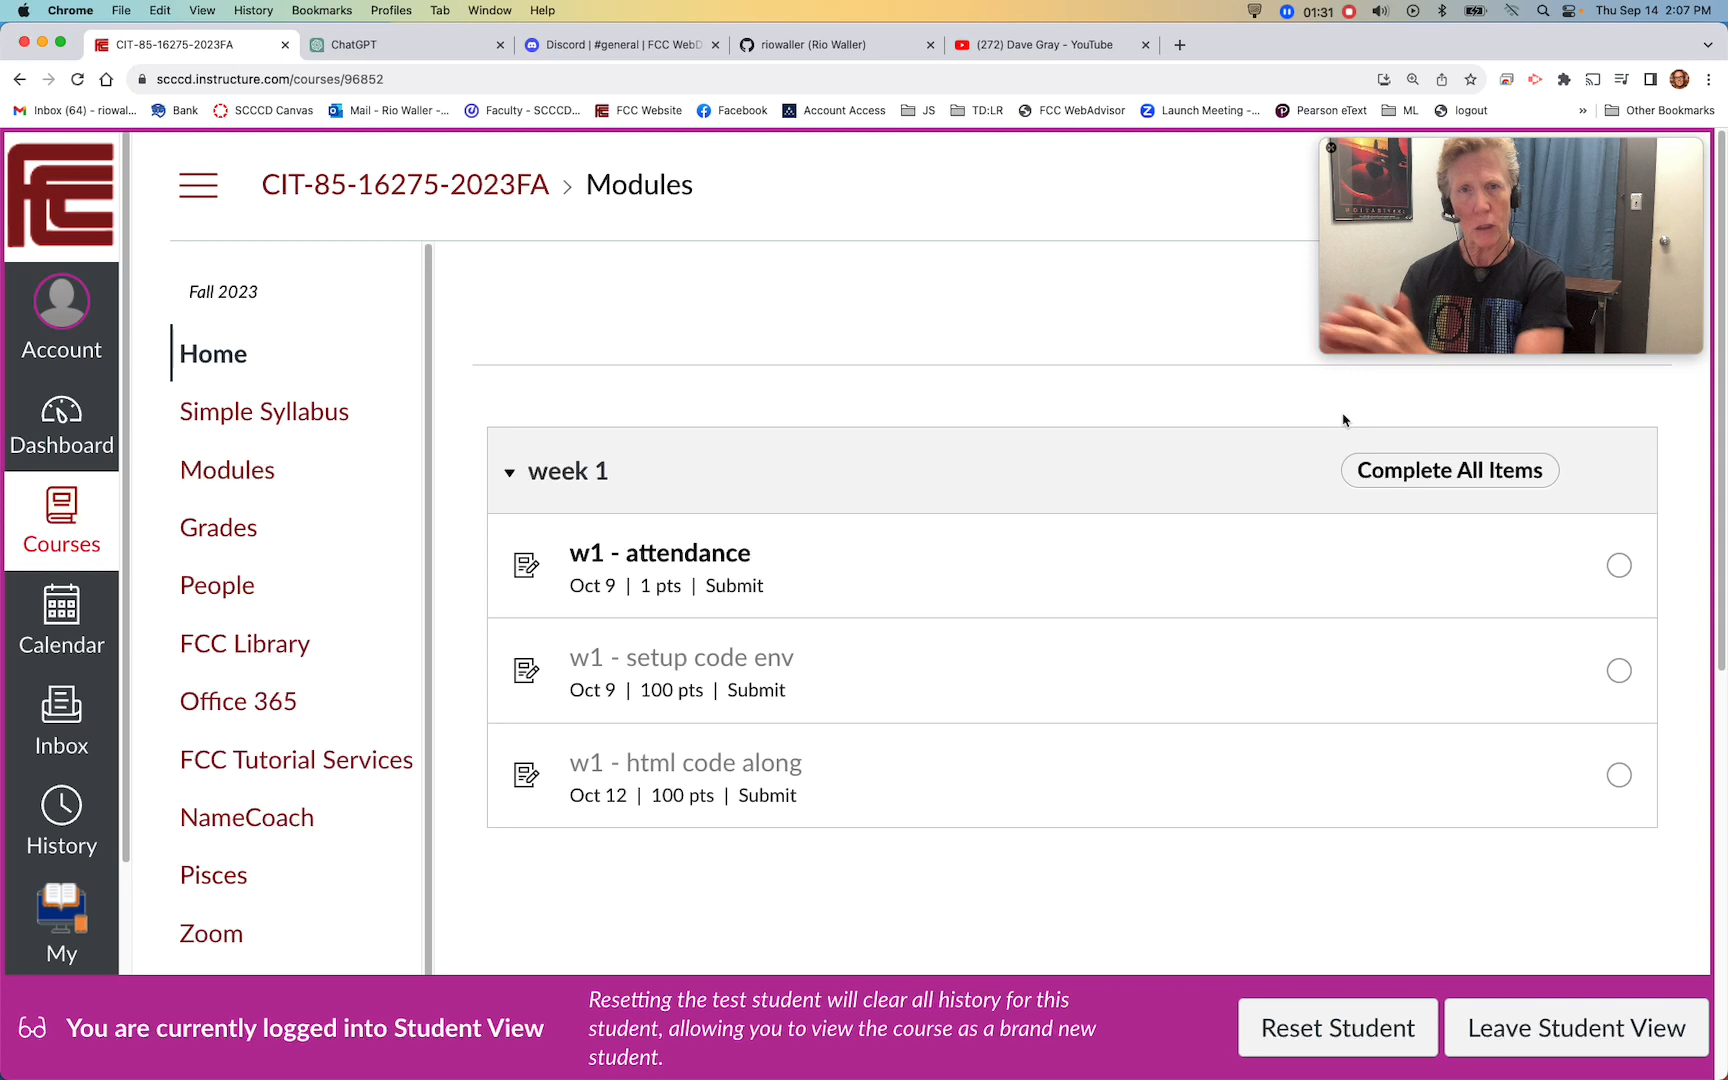 Chrome File Edit View History Bookmarks Profiles Tab Window Help 01:31 Thu Sep 14 2:07 PM
CIT-85-16275-2023FA ChatGPT Discord | #general | FCC WebD riowaller (Rio Waller) (272) Dave Gray - YouTube
scccd.instructure.com/courses/96852
Inbox (64) - riowal... Bank SCCCD Canvas Mail - Rio Waller -... Faculty - SCCCD... FCC Website Facebook Account Access JS TD:LR FCC WebAdvisor Launch Meeting -... Pearson eText ML logout » Other Bookmarks
CIT-85-16275-2023FA > Modules
Fall 2023
Account
Dashboard
Courses
Calendar
Inbox
History
My
Home
Simple Syllabus
Modules
Grades
People
FCC Library
Office 365
FCC Tutorial Services
NameCoach
Pisces
Zoom
week 1 Complete All Items
w1 - attendance
Oct 9 | 1 pts | Submit
w1 - setup code env
Oct 9 | 100 pts | Submit
w1 - html code along
Oct 12 | 100 pts | Submit
You are currently logged into Student View
Resetting the test student will clear all history for this
student, allowing you to view the course as a brand new
student.
Reset Student Leave Student View